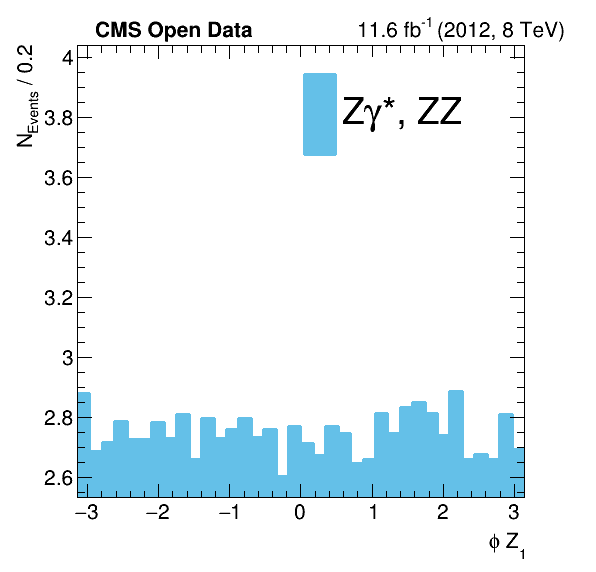 CMS Open Data 11.6 fb-1 (2012, 8 TeV)
NEvents / 0.2
4
3.8
3.6
3.4
3.2
3
2.8
2.6
Zγ*, ZZ
−3 −2 −1 0 1 2 3
ϕ Z1